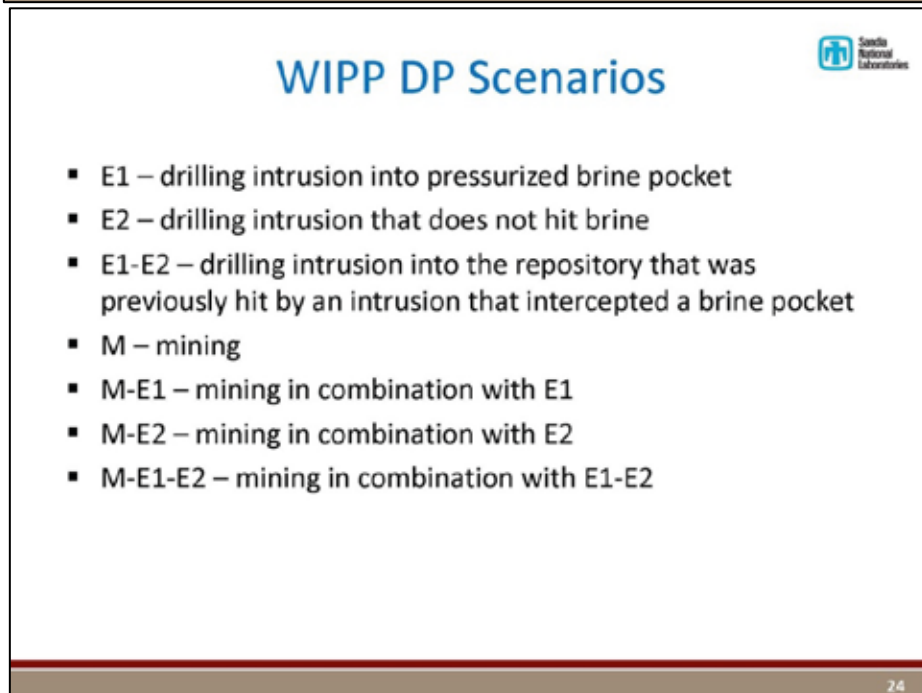 Sandia
National
Laboratories
WIPP DP Scenarios
▪ E1 – drilling intrusion into pressurized brine pocket
▪ E2 – drilling intrusion that does not hit brine
▪ E1-E2 – drilling intrusion into the repository that was
previously hit by an intrusion that intercepted a brine pocket
▪ M – mining
▪ M-E1 – mining in combination with E1
▪ M-E2 – mining in combination with E2
▪ M-E1-E2 – mining in combination with E1-E2
24